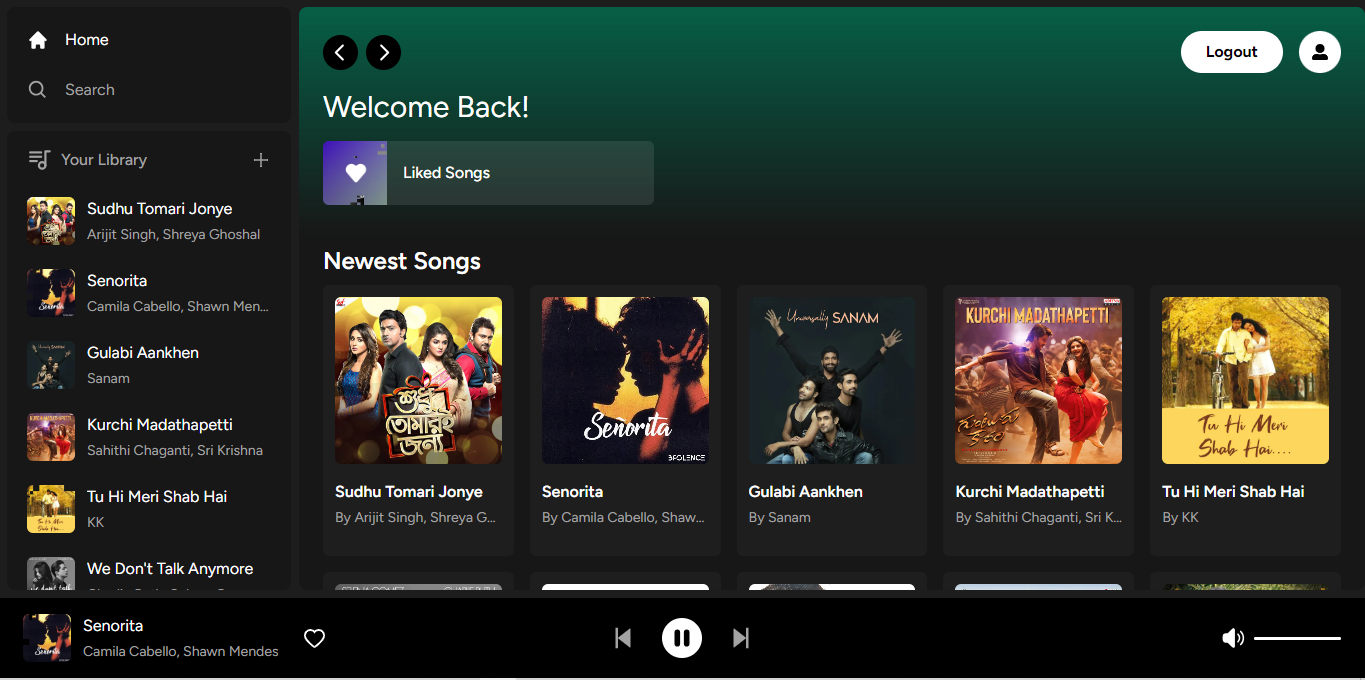 Home
Search
Your Library
Sudhu Tomari Jonye
Arijit Singh, Shreya Ghoshal
Senorita
Camila Cabello, Shawn Men...
Gulabi Aankhen
Sanam
Kurchi Madathapetti
Sahithi Chaganti, Sri Krishna
Tu Hi Meri Shab Hai
KK
We Don't Talk Anymore
Logout
Welcome Back!
Liked Songs
Newest Songs
শুধু
তোমারই
জন্য
Señorita
Universally SANAM
KURCHI MADATHAPETTI
గుంటూరు
కారం
Tu Hi Meri
Shab Hai....
Sudhu Tomari Jonye
By Arijit Singh, Shreya G...
Senorita
By Camila Cabello, Shaw...
Gulabi Aankhen
By Sanam
Kurchi Madathapetti
By Sahithi Chaganti, Sri K...
Tu Hi Meri Shab Hai
By KK
Senorita
Camila Cabello, Shawn Mendes